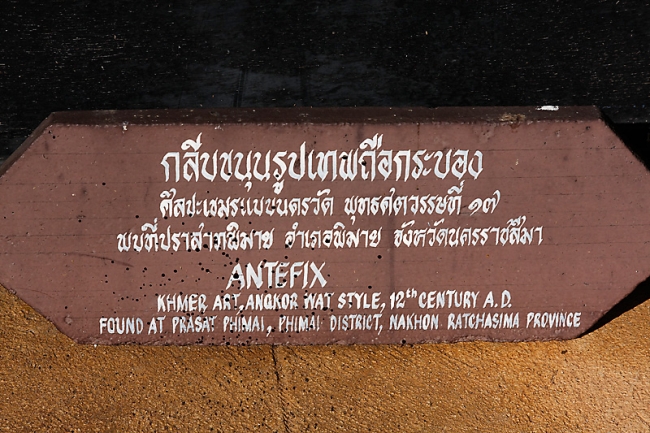 กลีบขนุนรูปเทพถือกระบอง
ศิลปะเขมรแบบนครวัด พุทธศตวรรษที่ ๑๗
พบที่ปราสาทพิมาย อำเภอพิมาย จังหวัดนครราชสีมา
ANTEFIX
KHMER ART, ANGKOR WAT STYLE, 12th CENTURY A.D.
FOUND AT PRASAT PHIMAI, PHIMAI DISTRICT, NAKHON RATCHASIMA PROVINCE